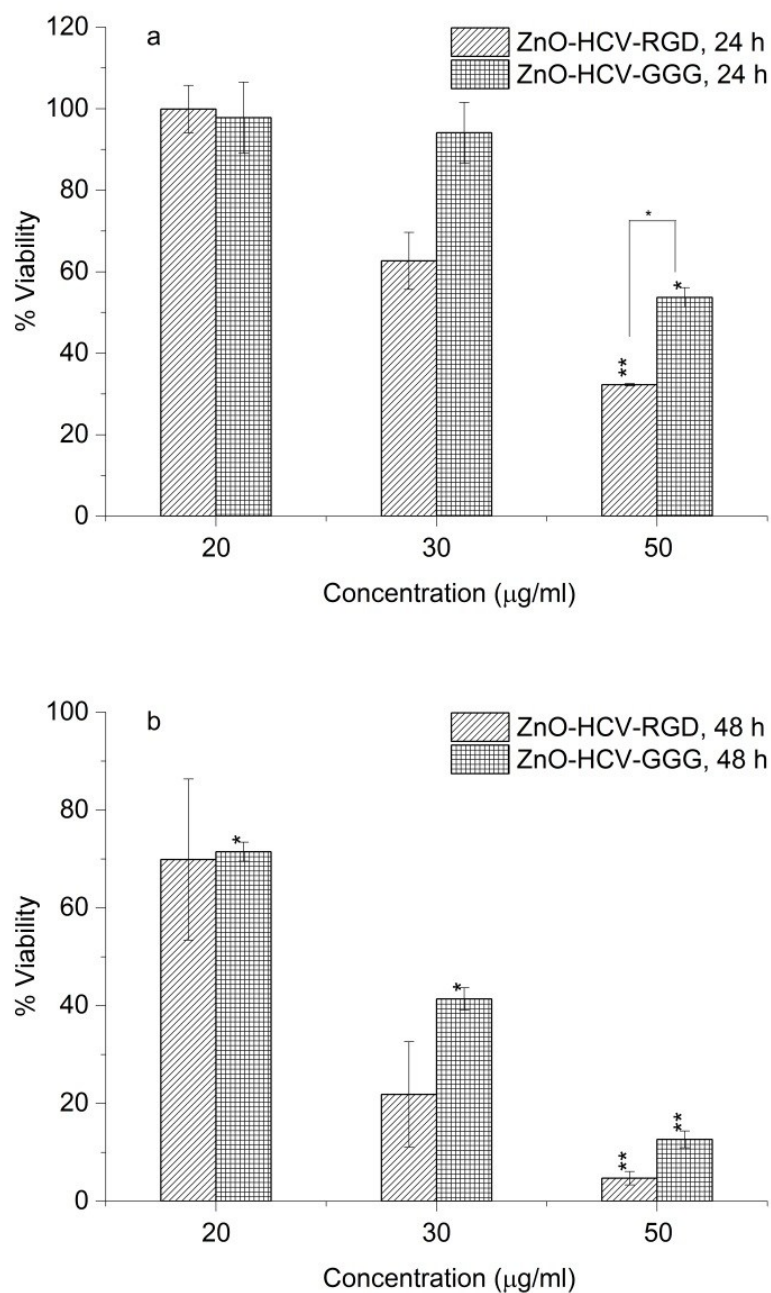 a
ZnO-HCV-RGD, 24 h
ZnO-HCV-GGG, 24 h
120
100
80
60
40
20
0
% Viability
*
*
**
20 30 50
Concentration (μg/ml)
b
ZnO-HCV-RGD, 48 h
ZnO-HCV-GGG, 48 h
100
80
60
40
20
0
% Viability
*
*
**
**
20 30 50
Concentration (μg/ml)